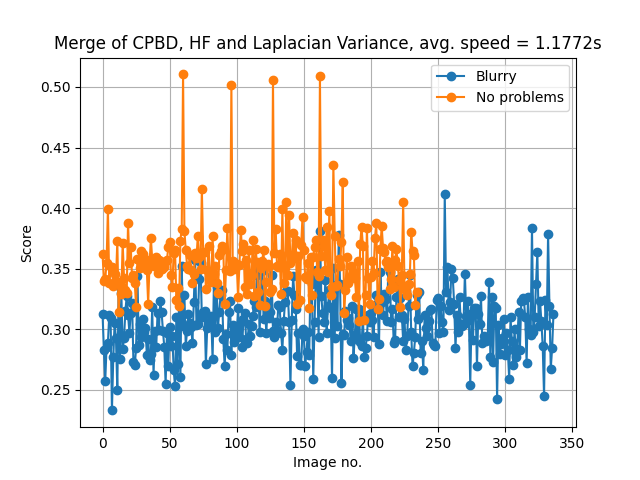 Merge of CPBD, HF and Laplacian Variance, avg. speed = 1.1772s
Blurry
No problems
Score
0.50
0.45
0.40
0.35
0.30
0.25
0 50 100 150 200 250 300 350
Image no.